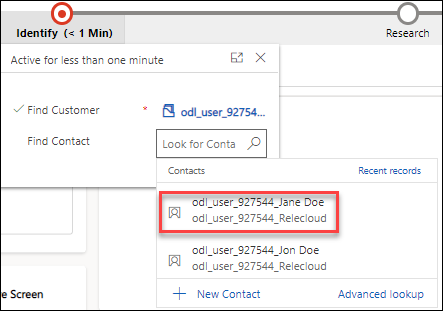 Identify (< 1 Min)
Research
Active for less than one minute
Find Customer * odl_user_927544...
Find Contact Look for Conta
Contacts Recent records
odl_user_927544_Jane Doe
odl_user_927544_Relecloud
odl_user_927544_Jon Doe
odl_user_927544_Relecloud
+ New Contact Advanced lookup
e Screen